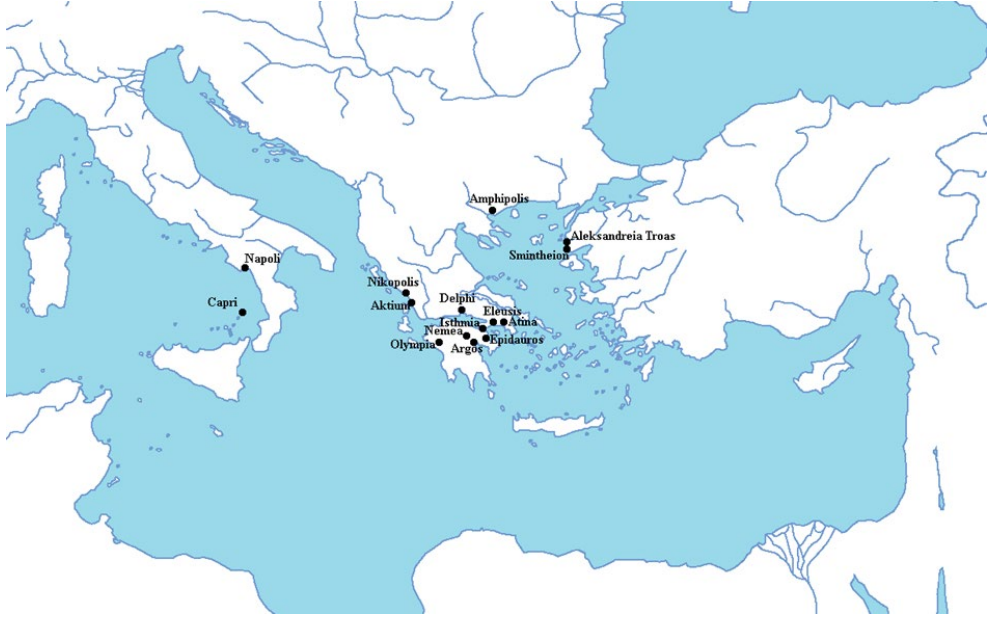 Amphipolis
Aleksandreia Troas
Smintheion
Napoli
Nikopolis
Capri
Aktium
Delphi
Eleusis
Isthmia
Atina
Nemea
Epidauros
Olympia
Argos